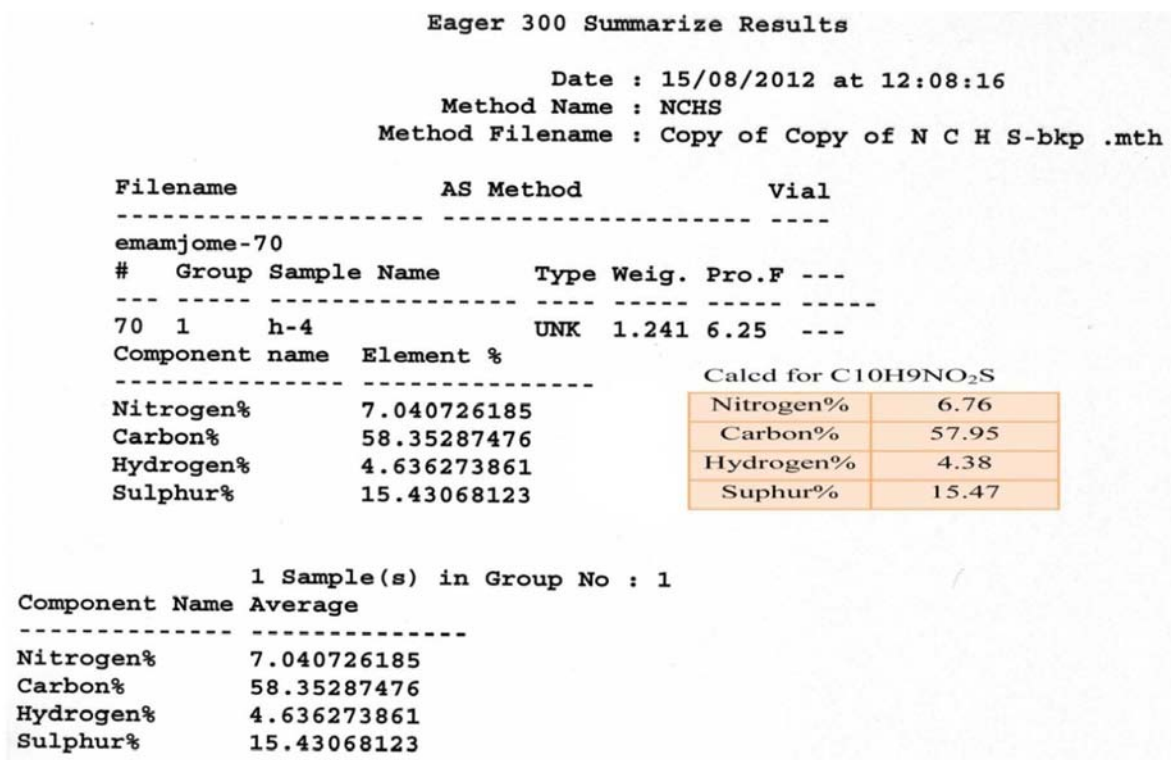 Eager 300 Summarize Results
Date : 15/08/2012 at 12:08:16
Method Name : NCHS
Method Filename : Copy of Copy of N C H S-bkp .mth
Filename AS Method Vial
-------------------- -------------------- ----
emamjome-70
# Group Sample Name Type Weig. Pro.F ---
--- ----- ---------------- ---- ----- ----- -----
70 1 h-4 UNK 1.241 6.25 ---
Component name Element %
--------------- ---------------
Nitrogen% 7.040726185
Carbon% 58.35287476
Hydrogen% 4.636273861
Sulphur% 15.43068123
Calcd for C10H9NO₂S
Nitrogen% 6.76
Carbon% 57.95
Hydrogen% 4.38
Suphur% 15.47
1 Sample(s) in Group No : 1
Component Name Average
-------------- --------------
Nitrogen% 7.040726185
Carbon% 58.35287476
Hydrogen% 4.636273861
Sulphur% 15.43068123